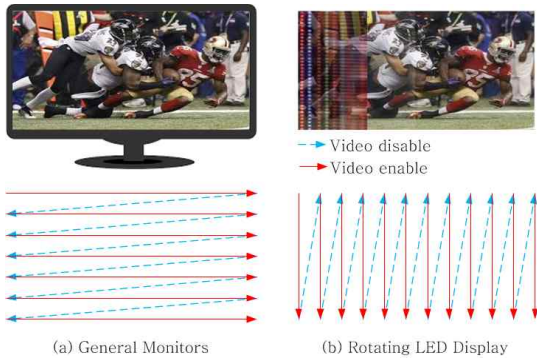 Video disable
Video enable
(a) General Monitors
(b) Rotating LED Display